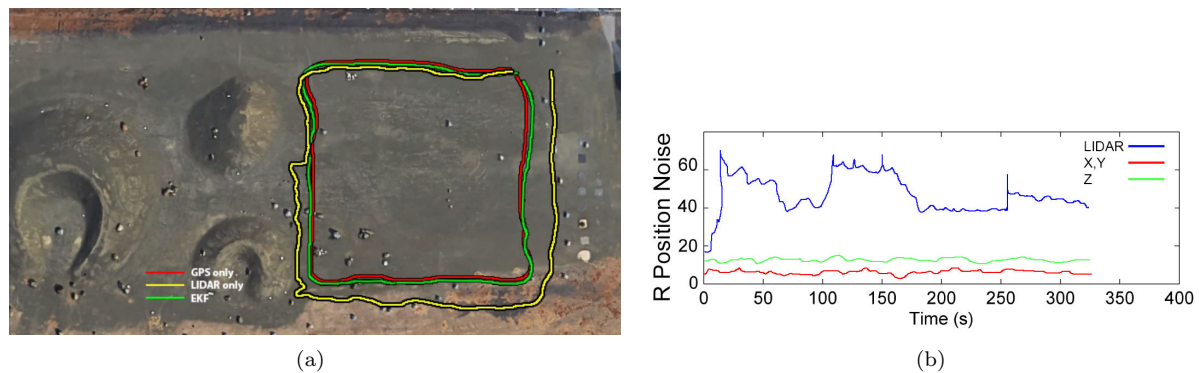 GPS only
LIDAR only
EKF
(a)
R Position Noise
60
40
20
0
LIDAR
X,Y
Z
0 50 100 150 200 250 300 350 400
Time (s)
(b)